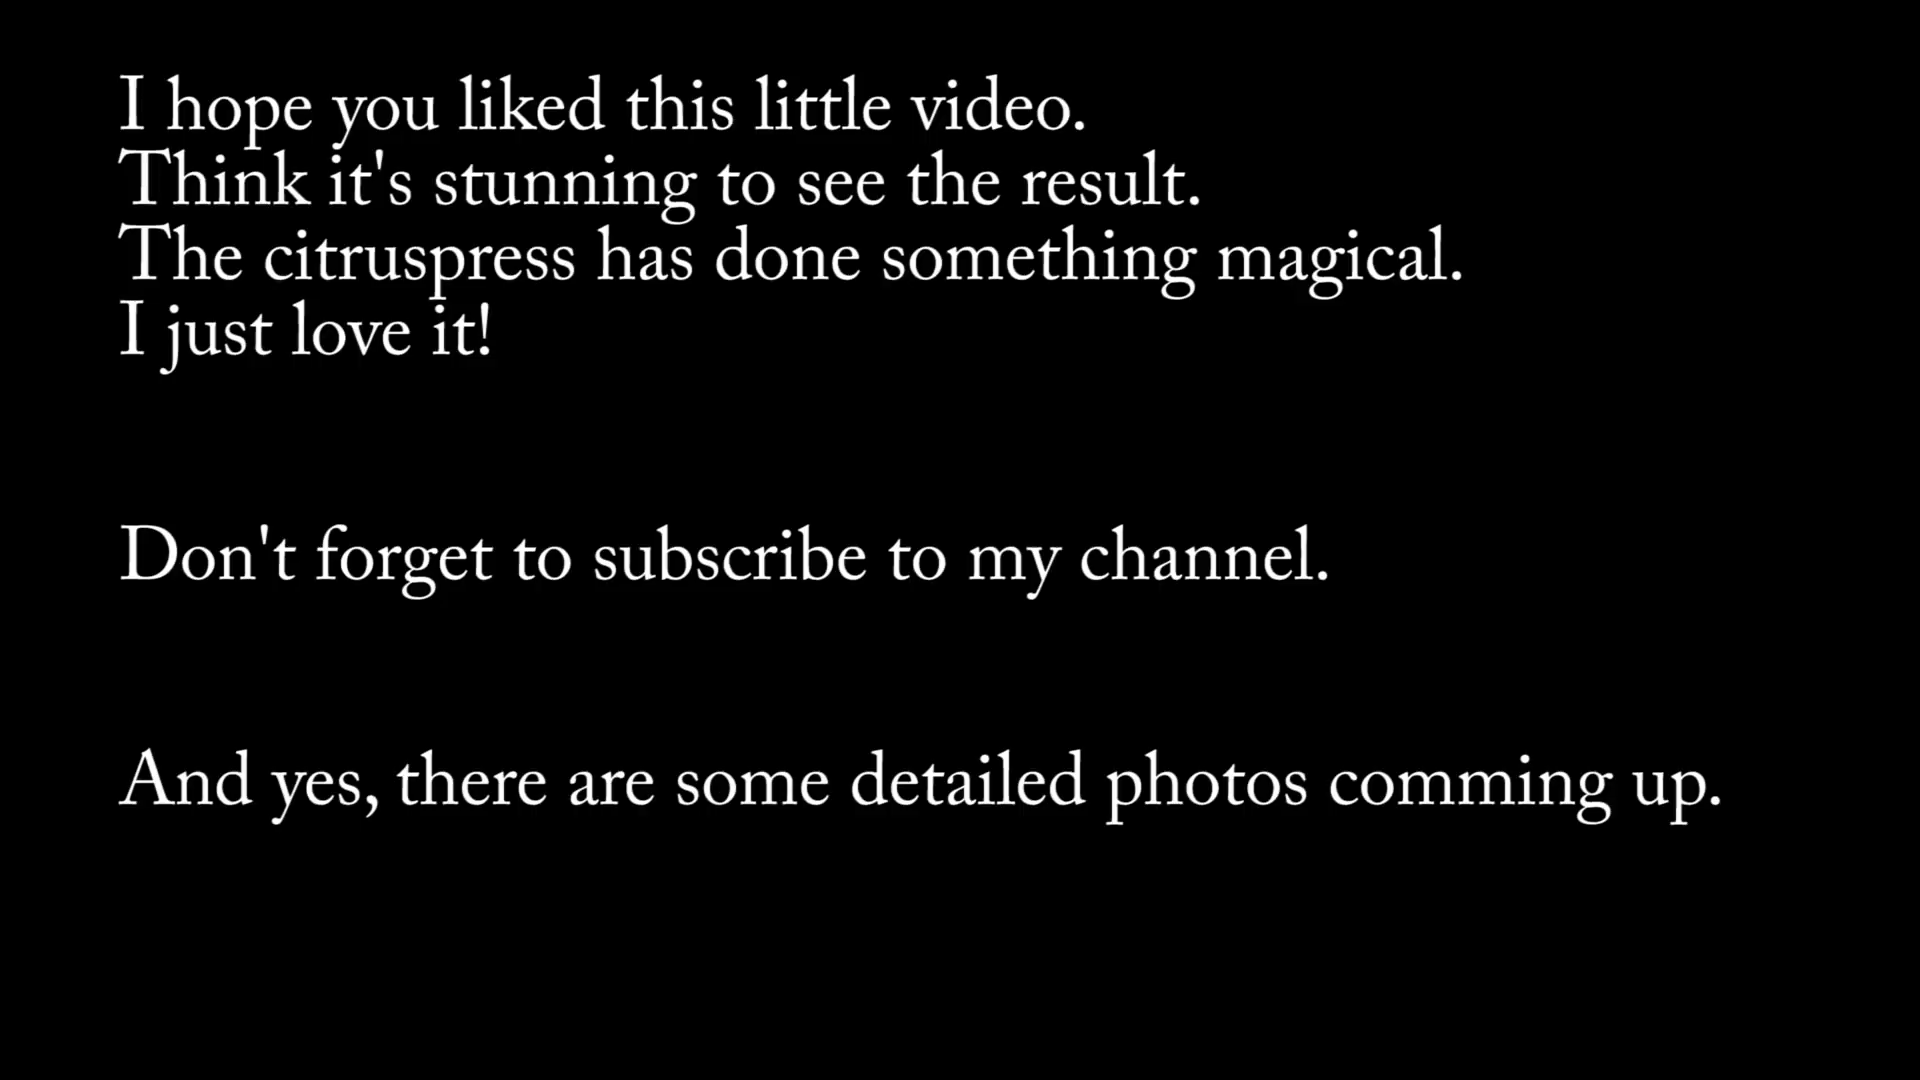 I hope you liked this little video.
Think it's stunning to see the result.
The citruspress has done something magical.
I just love it!
Don't forget to subscribe to my channel.
And yes, there are some detailed photos comming up.